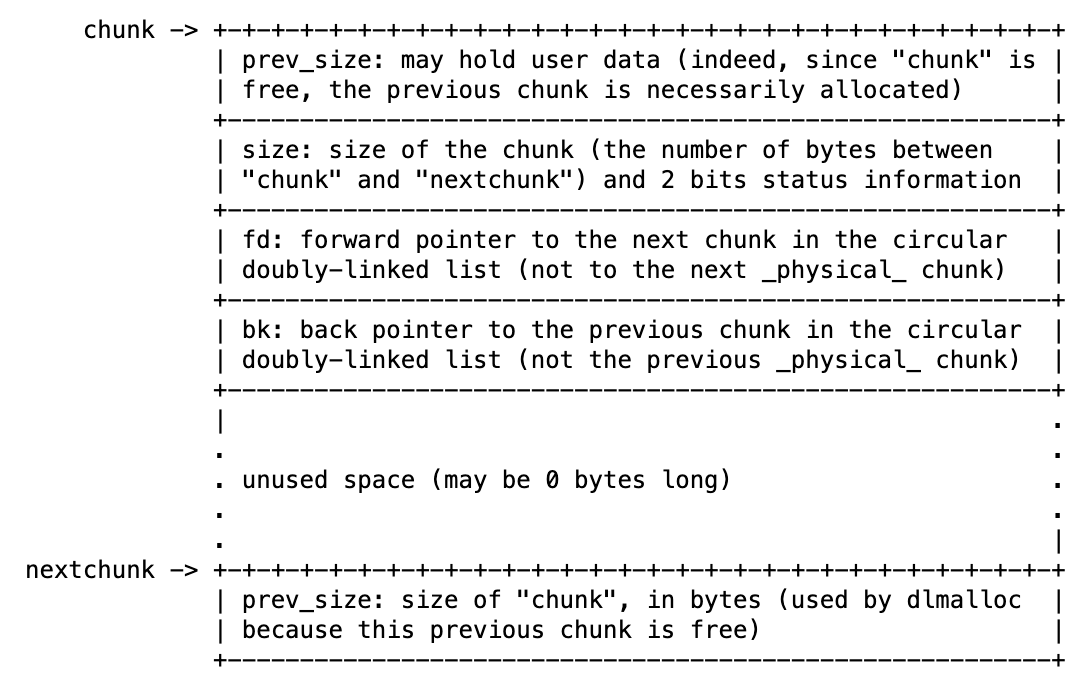 chunk -> +-+-+-+-+-+-+-+-+-+-+-+-+-+-+-+-+-+-+-+-+-+-+-+-+-+-+-+-+-+
| prev_size: may hold user data (indeed, since "chunk" is |
| free, the previous chunk is necessarily allocated)      |
+---------------------------------------------------------+
| size: size of the chunk (the number of bytes between    |
| "chunk" and "nextchunk") and 2 bits status information  |
+---------------------------------------------------------+
| fd: forward pointer to the next chunk in the circular   |
| doubly-linked list (not to the next _physical_ chunk)   |
+---------------------------------------------------------+
| bk: back pointer to the previous chunk in the circular  |
| doubly-linked list (not the previous _physical_ chunk)  |
+---------------------------------------------------------+
|                                                         .
.                                                         .
. unused space (may be 0 bytes long)                      .
.                                                         .
.                                                         |
nextchunk -> +-+-+-+-+-+-+-+-+-+-+-+-+-+-+-+-+-+-+-+-+-+-+-+-+-+-+-+-+-+
| prev_size: size of "chunk", in bytes (used by dlmalloc  |
| because this previous chunk is free)                    |
+---------------------------------------------------------+